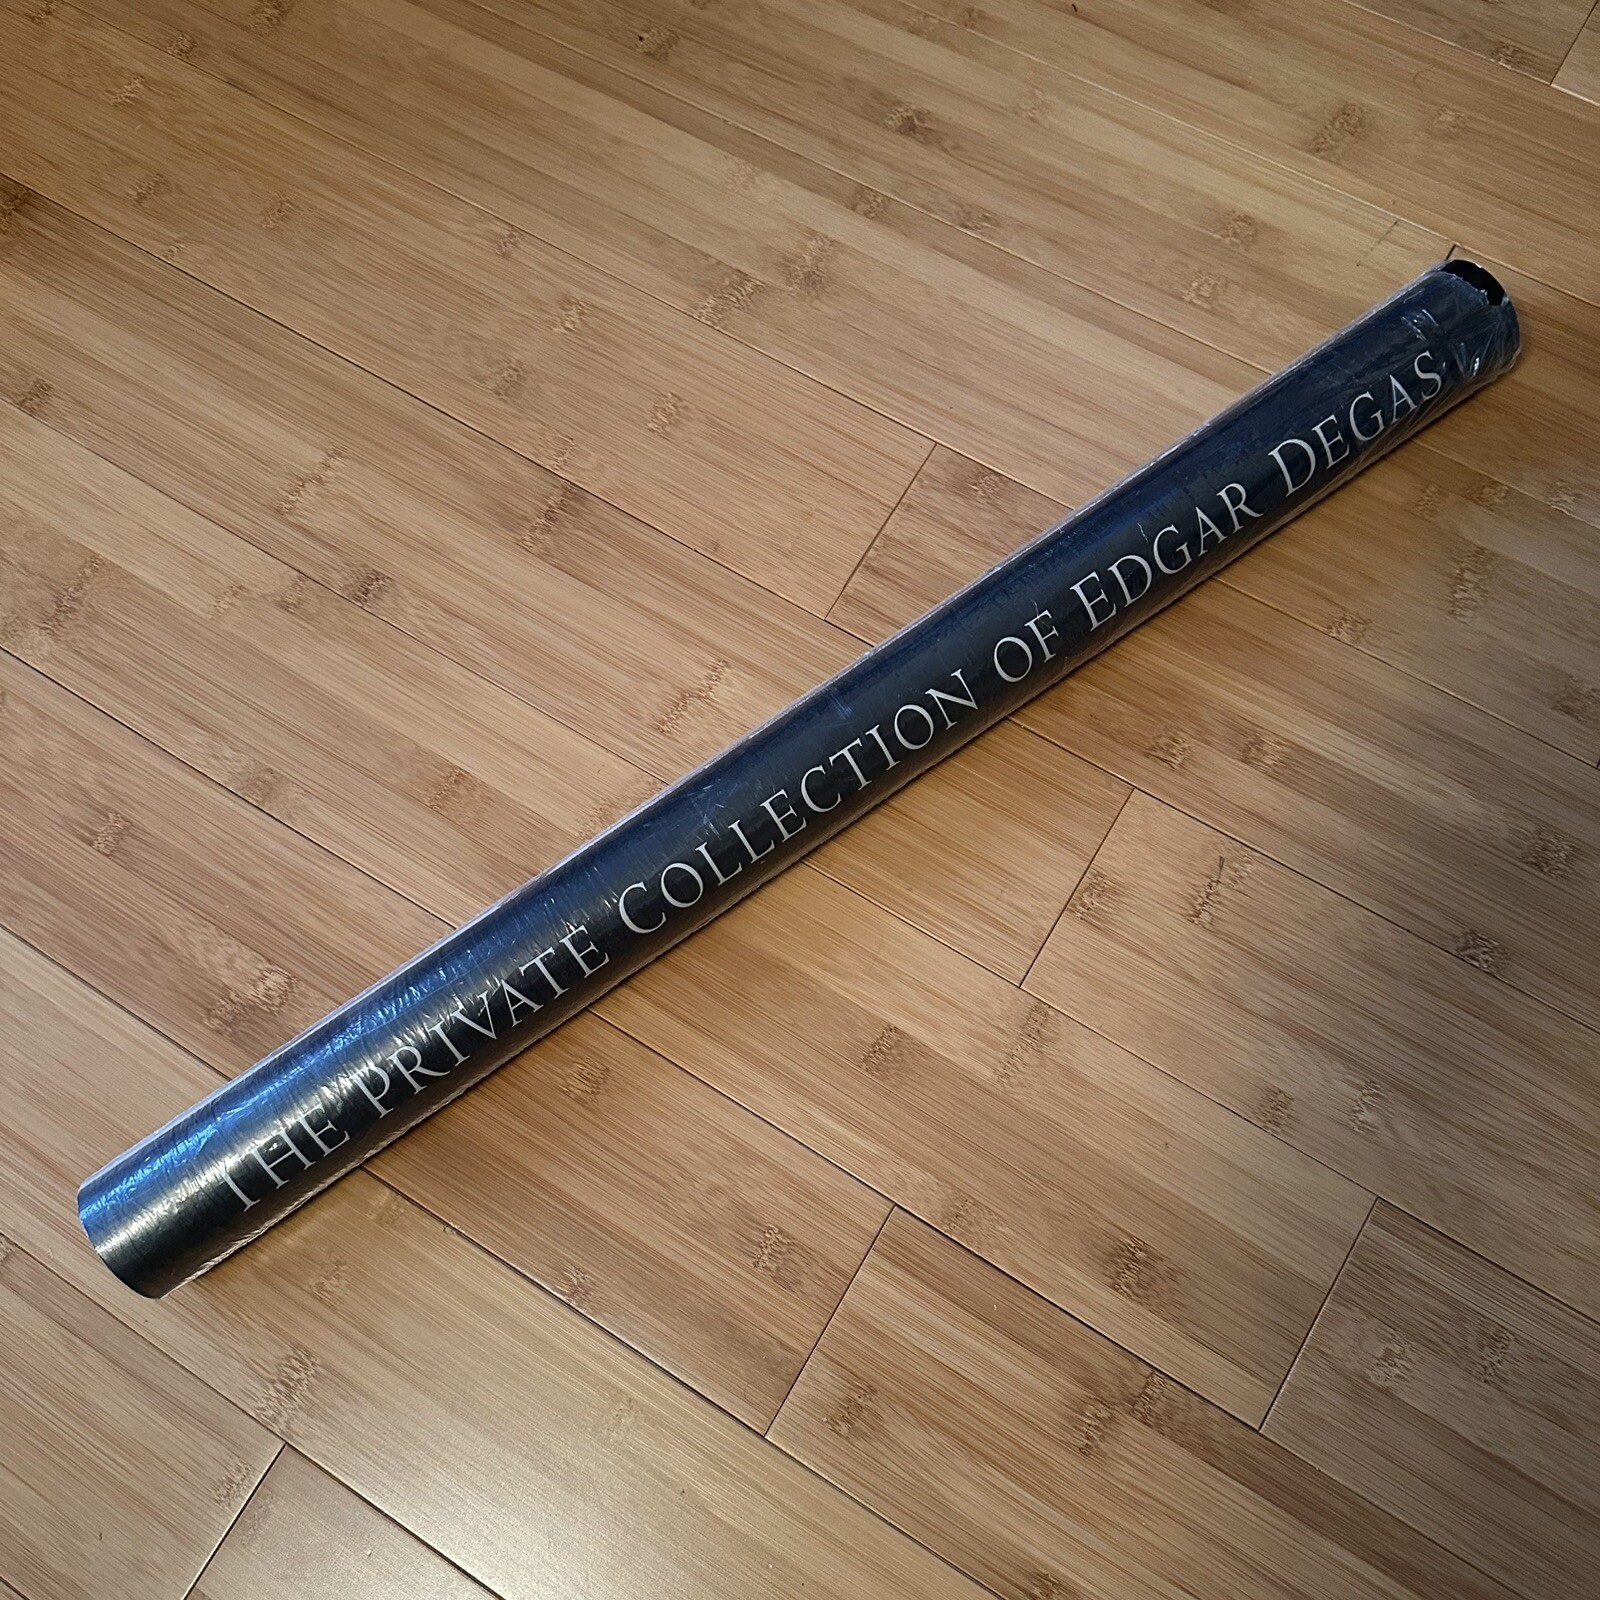 THE PRIVATE COLLECTION OF EDGAR DEGAS